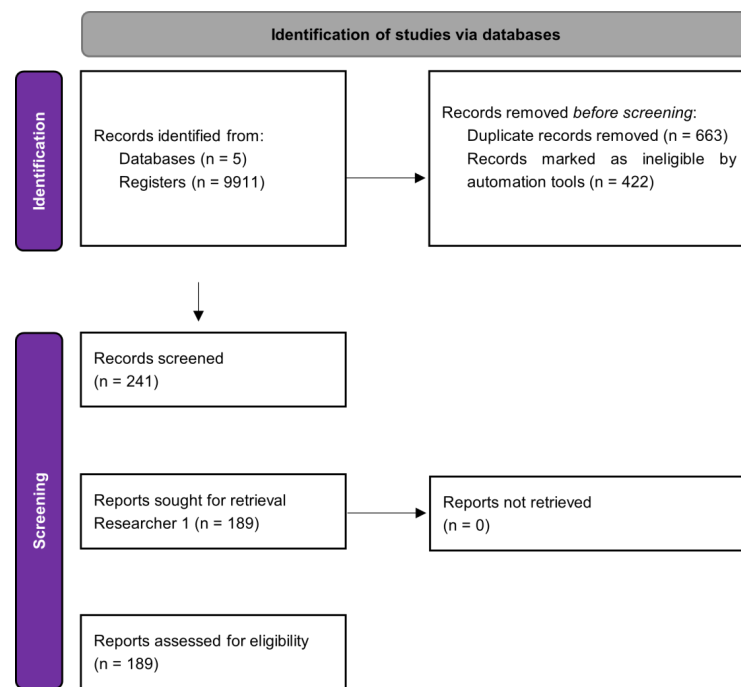 Identification of studies via databases
Identification
Records identified from:
Databases (n = 5)
Registers (n = 9911)
Records removed before screening:
Duplicate records removed (n = 663)
Records marked as ineligible by
automation tools (n = 422)
Screening
Records screened
(n = 241)
Reports sought for retrieval
Researcher 1 (n = 189)
Reports not retrieved
(n = 0)
Reports assessed for eligibility
(n = 189)